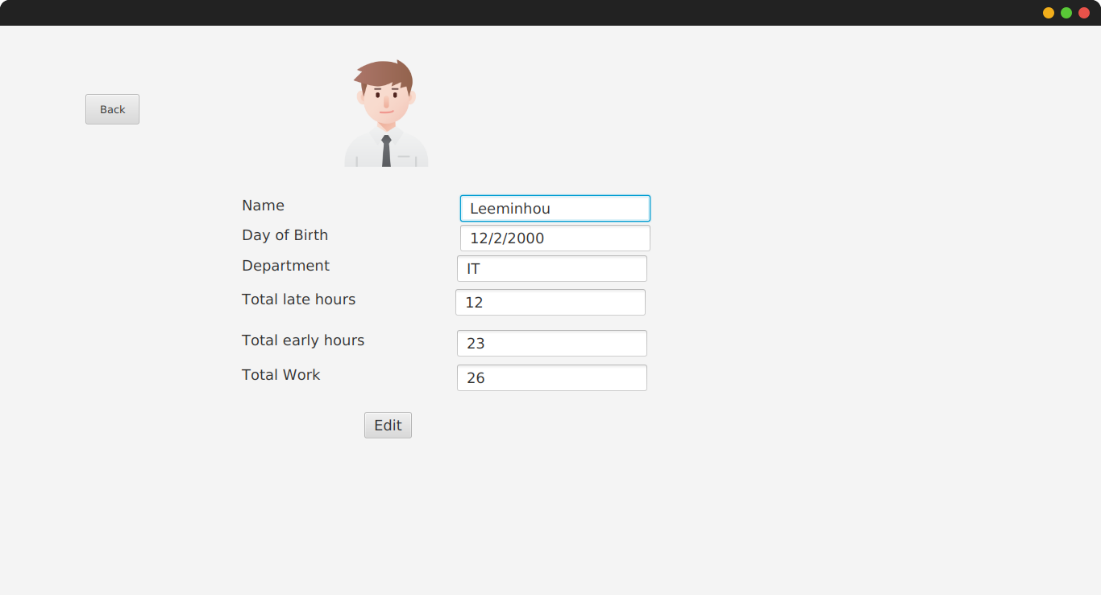 Back
Name Leeminhou
Day of Birth 12/2/2000
Department IT
Total late hours 12
Total early hours 23
Total Work 26
Edit